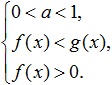 0 < a < 1,
f(x) < g(x),
f(x) > 0.